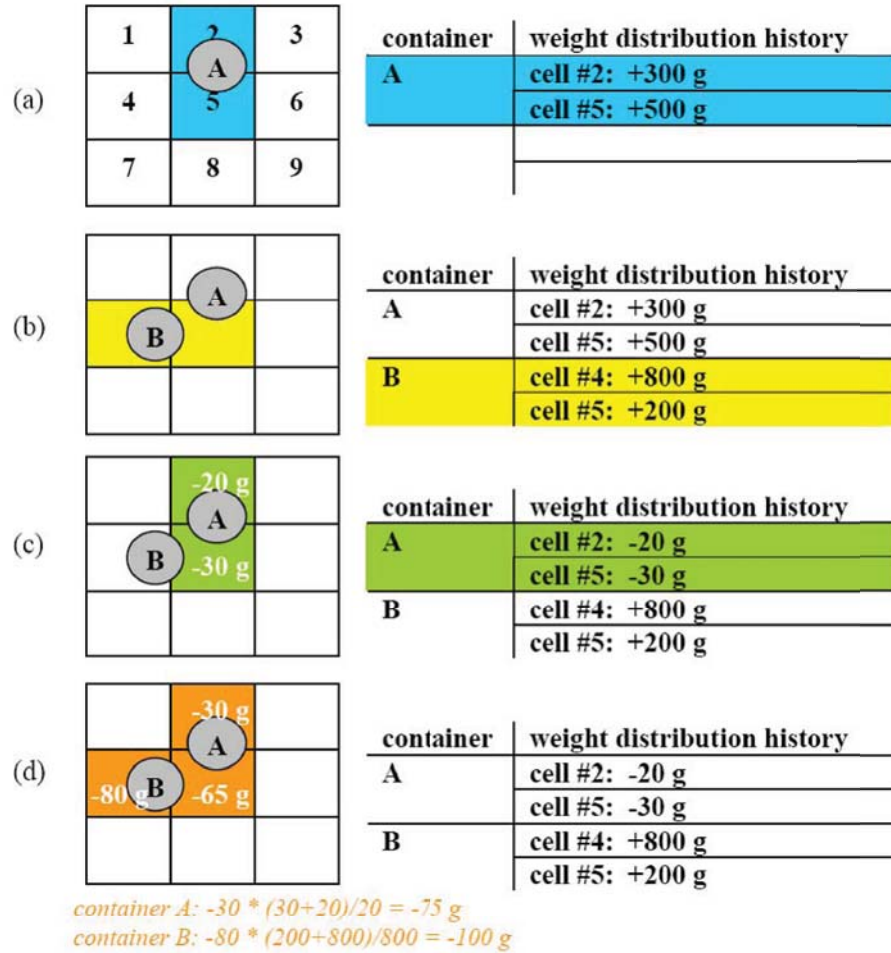 1 2 3
A
4 5 6
7 8 9
(a)
container weight distribution history
A cell #2: +300 g
cell #5: +500 g
A
B
(b)
container weight distribution history
A cell #2: +300 g
cell #5: +500 g
B cell #4: +800 g
cell #5: +200 g
-20 g
A
B
-30 g
(c)
container weight distribution history
A cell #2: -20 g
cell #5: -30 g
B cell #4: +800 g
cell #5: +200 g
-30 g
A
-80 g B -65 g
(d)
container weight distribution history
A cell #2: -20 g
cell #5: -30 g
B cell #4: +800 g
cell #5: +200 g
container A: -30 * (30+20)/20 = -75 g
container B: -80 * (200+800)/800 = -100 g